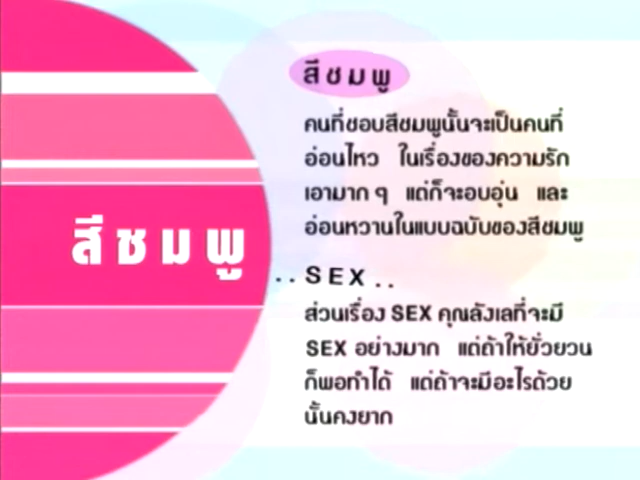 สีชมพู
สีชมพู
คนที่ชอบสีชมพูนั้นจะเป็นคนที่
อ่อนไหว ในเรื่องของความรัก
เอามาก ๆ แต่ก็จะอบอุ่น และ
อ่อนหวานในแบบฉบับของสีชมพู
..SEX..
ส่วนเรื่อง SEX คุณลังเลที่จะมี
SEX อย่างมาก แต่ถ้าให้ยั่วยวน
ก็พอทำได้ แต่ถ้าจะมีอะไรด้วย
นั้นคงยาก